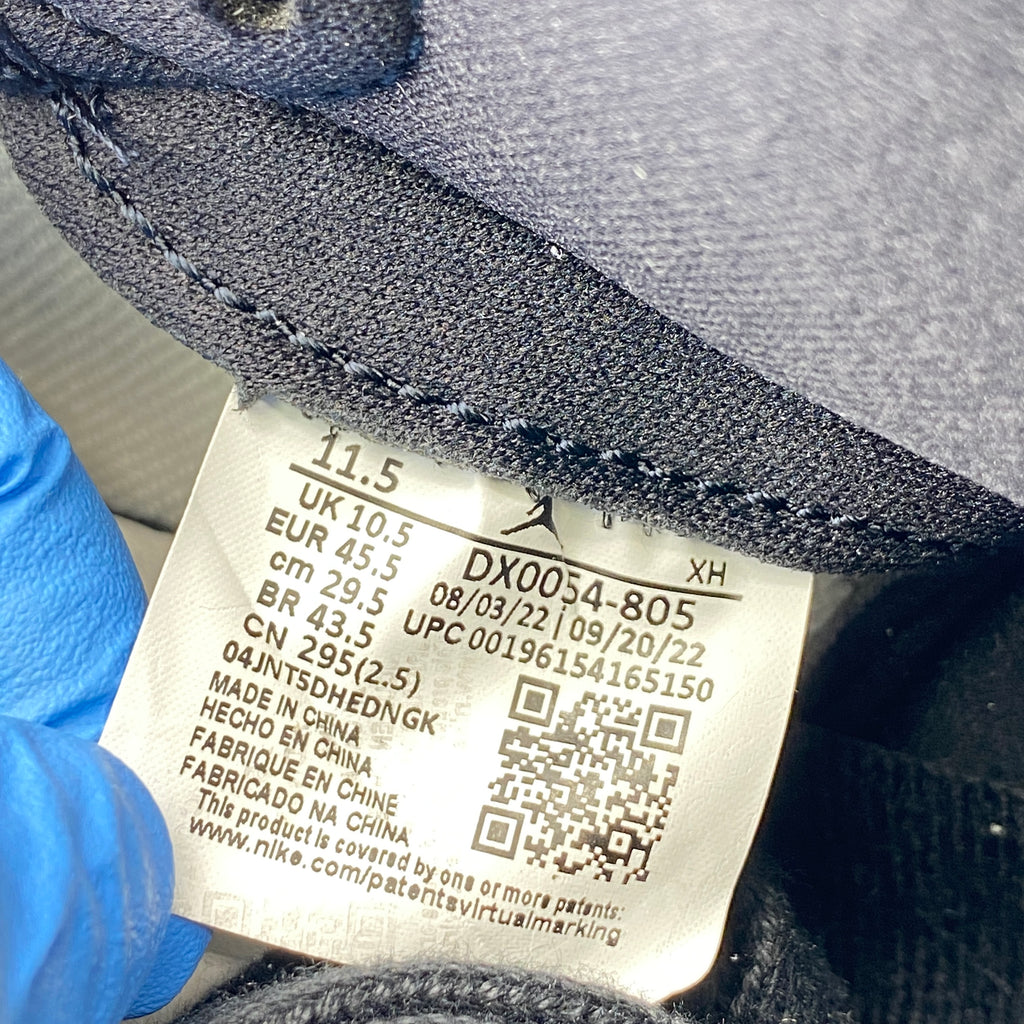 11.5
UK 10.5
EUR 45.5
cm 29.5
BR 43.5
CN 295(2.5)
04JNT5DHEDNGK
MADE IN CHINA
HECHO EN CHINA
FABRIQUE EN CHINE
FABRICADO NA CHINA
This product is covered by one or more patents:
www.nike.com/patentsvirtualmarking
XH
DX0054-805
08/03/22 | 09/20/22
UPC 00196154165150